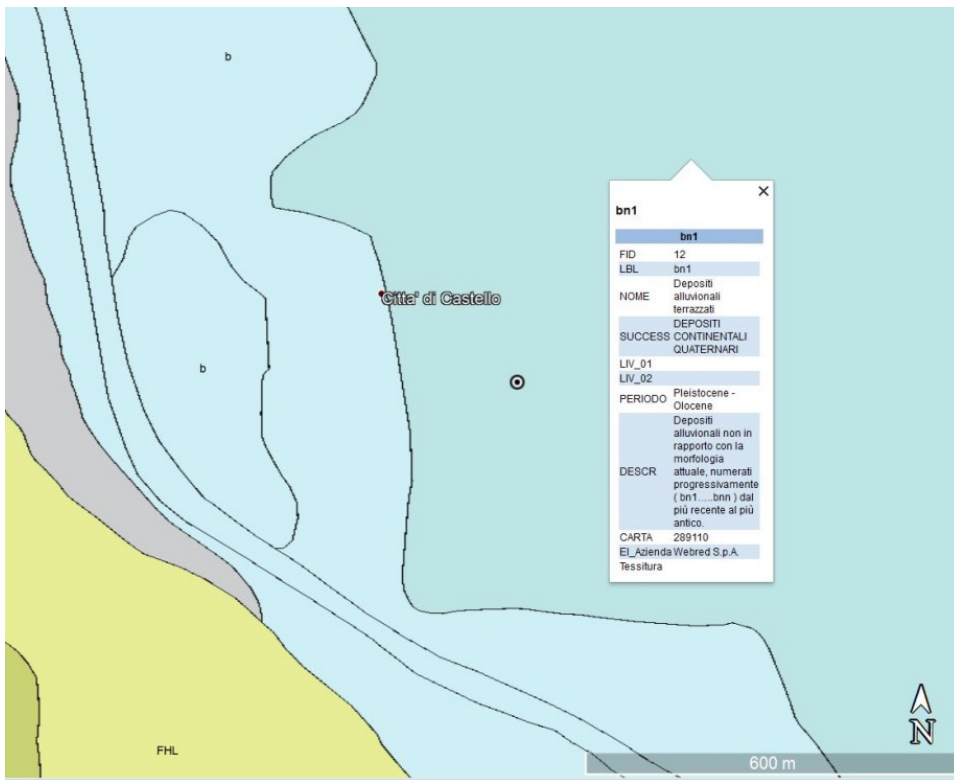 b
bn1
bn1
FID 12
LBL bn1
NOME Depositi
alluvionali
terrazzati
SUCCESS DEPOSITI
CONTINENTALI
QUATERNARI
LIV_01
LIV_02
PERIODO Pleistocene -
Olocene
DESCR Depositi
alluvionali non in
rapporto con la
morfologia
attuale, numerati
progressivamente
( bn1.....bnn ) dal
più recente al più
antico.
CARTA 289110
El_Azienda Webred S.p.A.
Tessitura
Citta' di Castello
b
FHL
N
600 m